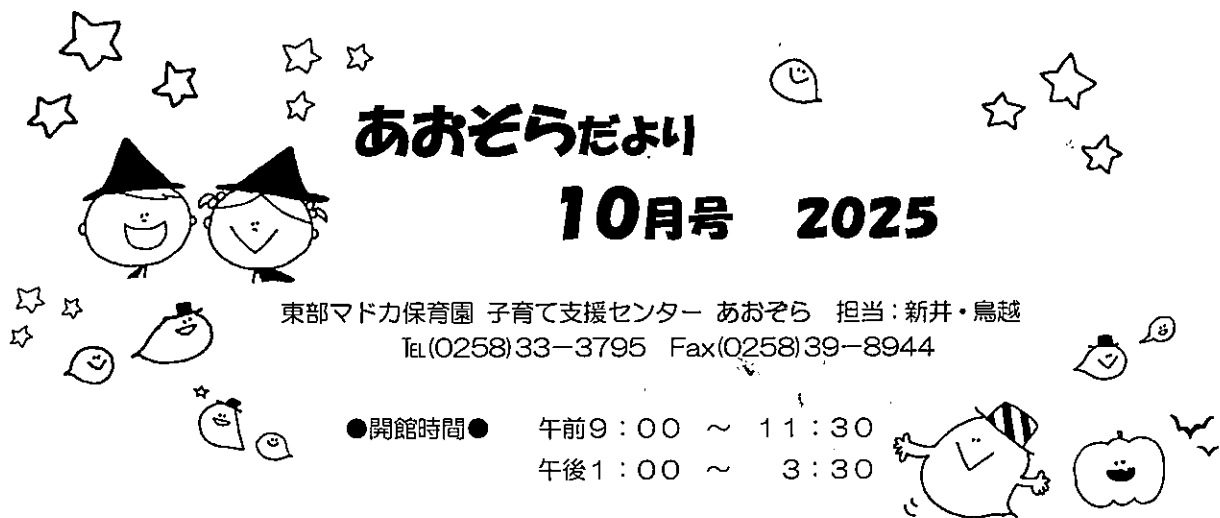 あおぞらだより
10月号 2025
東部マドカ保育園 子育て支援センター あおぞら 担当：新井・鳥越
℡(0258)33－3795 Fax(0258)39－8944
●開館時間● 午前9：00 ～ 11：30
午後1：00 ～ 3：30